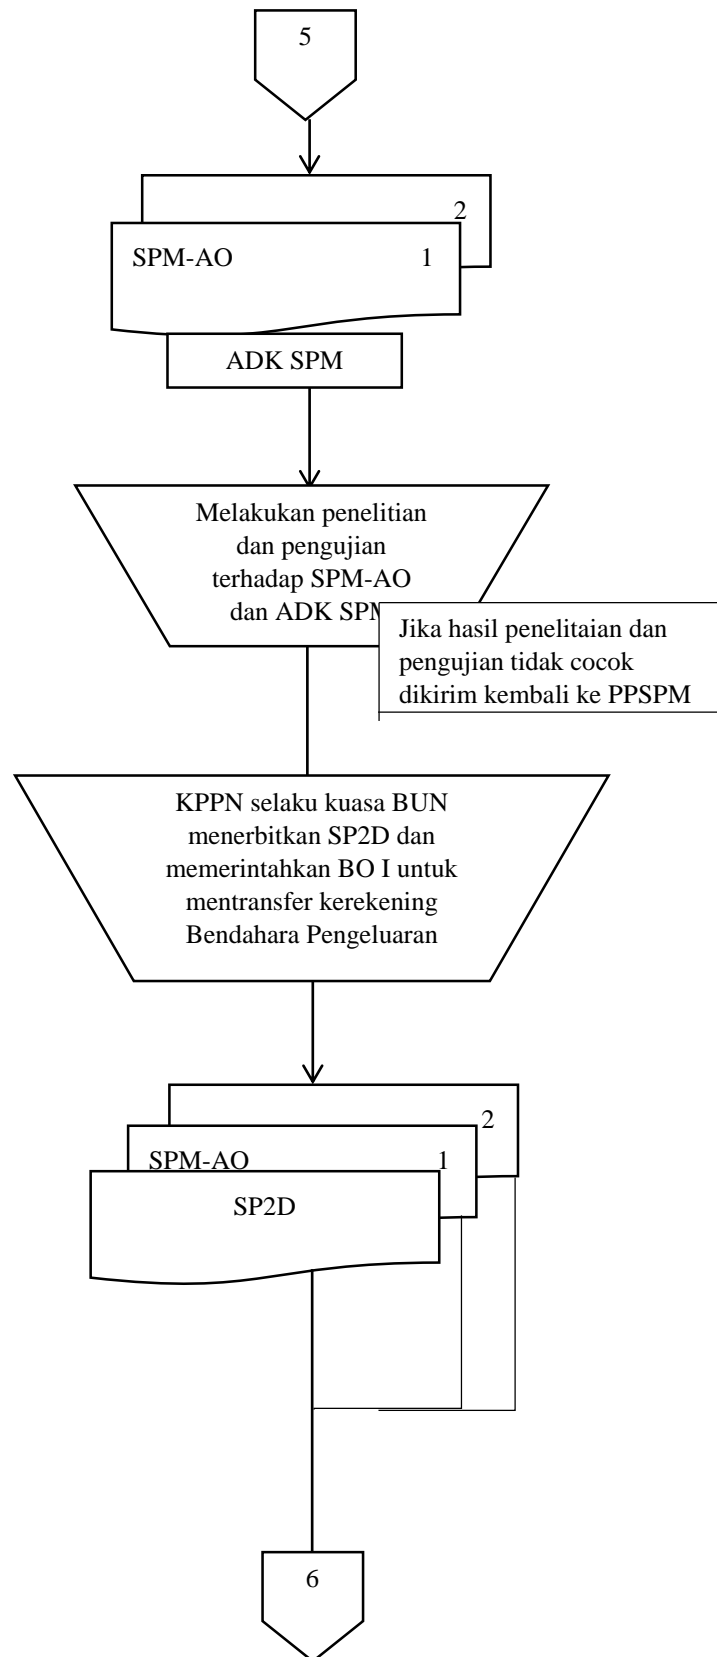 5
2
SPM-AO 1
ADK SPM
Melakukan penelitian
dan pengujian
terhadap SPM-AO
dan ADK SPM
Jika hasil penelitaian dan
pengujian tidak cocok
dikirim kembali ke PPSPM
KPPN selaku kuasa BUN
menerbitkan SP2D dan
memerintahkan BO I untuk
mentransfer kerekening
Bendahara Pengeluaran
2
SPM-AO 1
SP2D
6